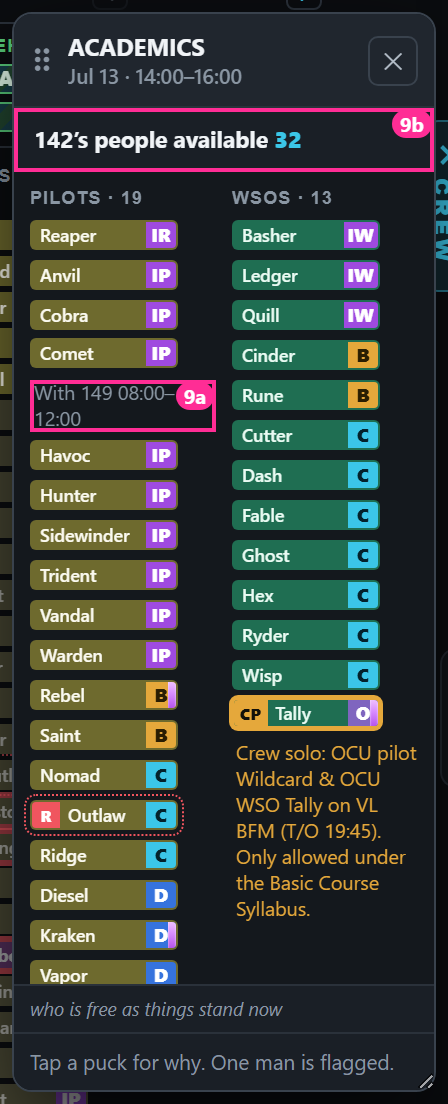 ACADEMICS
Jul 13 · 14:00–16:00
142’s people available 32
9b
PILOTS · 19
WSOS · 13
Reaper IR
Anvil IP
Cobra IP
Comet IP
With 149 08:00–
12:00
9a
Havoc IP
Hunter IP
Sidewinder IP
Trident IP
Vandal IP
Warden IP
Rebel B
Saint B
Nomad C
R Outlaw C
Ridge C
Diesel D
Kraken D
Vapor D
Basher IW
Ledger IW
Quill IW
Cinder B
Rune B
Cutter C
Dash C
Fable C
Ghost C
Hex C
Ryder C
Wisp C
CP Tally O
Crew solo: OCU pilot
Wildcard & OCU
WSO Tally on VL
BFM (T/O 19:45).
Only allowed under
the Basic Course
Syllabus.
who is free as things stand now
Tap a puck for why. One man is flagged.
CREW
IP